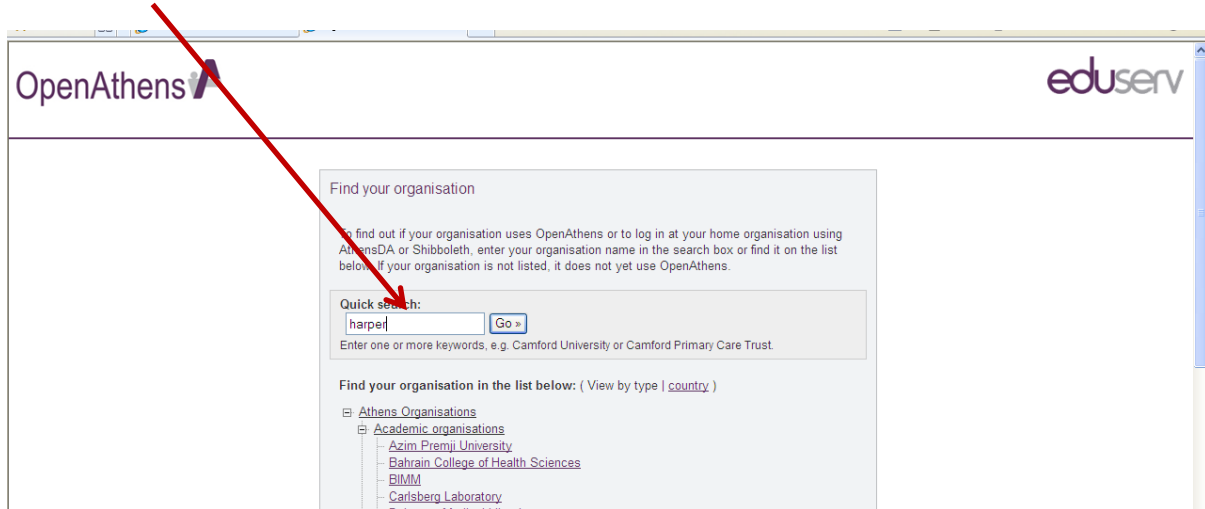 OpenAthens
eduserv
Find your organisation
To find out if your organisation uses OpenAthens or to log in at your home organisation using
AthensDA or Shibboleth, enter your organisation name in the search box or find it on the list
below. If your organisation is not listed, it does not yet use OpenAthens.
Quick search:
harper Go »
Enter one or more keywords, e.g. Camford University or Camford Primary Care Trust.
Find your organisation in the list below: ( View by type | country )
Athens Organisations
Academic organisations
Azim Premji University
Bahrain College of Health Sciences
BIMM
Carlsberg Laboratory